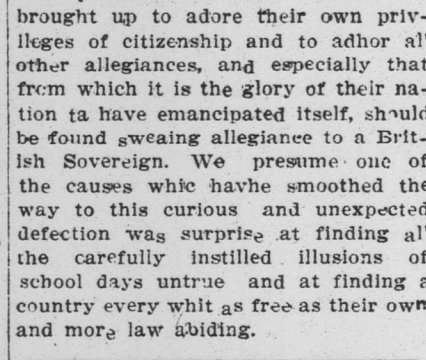 brought up to adore their own priv-
ileges of citizenship and to adhor al
other allegiances, and especially that
from which it is the glory of their na-
tion ta have emancipated itself, should
be found sweaing allegiance to a Brit-
ish Sovereign. We presume one of
the causes whic havhe smoothed the
way to this curious and unexpected
defection was surprise at finding al
the carefully instilled illusions of
school days untrue and at finding a
country every whit as free as their own
and more law abiding.